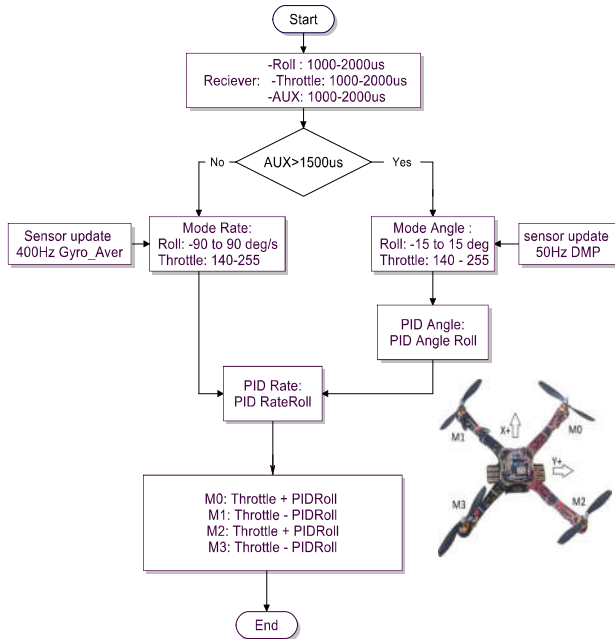 Start
-Roll : 1000-2000us
Reciever: -Throttle: 1000-2000us
-AUX: 1000-2000us
AUX>1500us
No
Yes
Sensor update
400Hz Gyro_Aver
Mode Rate:
Roll: -90 to 90 deg/s
Throttle: 140-255
Mode Angle :
Roll: -15 to 15 deg
Throttle: 140 - 255
sensor update
50Hz DMP
PID Angle:
PID Angle Roll
PID Rate:
PID RateRoll
M1
X+
M0
Y+
M3
M2
M0: Throttle + PIDRoll
M1: Throttle - PIDRoll
M2: Throttle + PIDRoll
M3: Throttle - PIDRoll
End